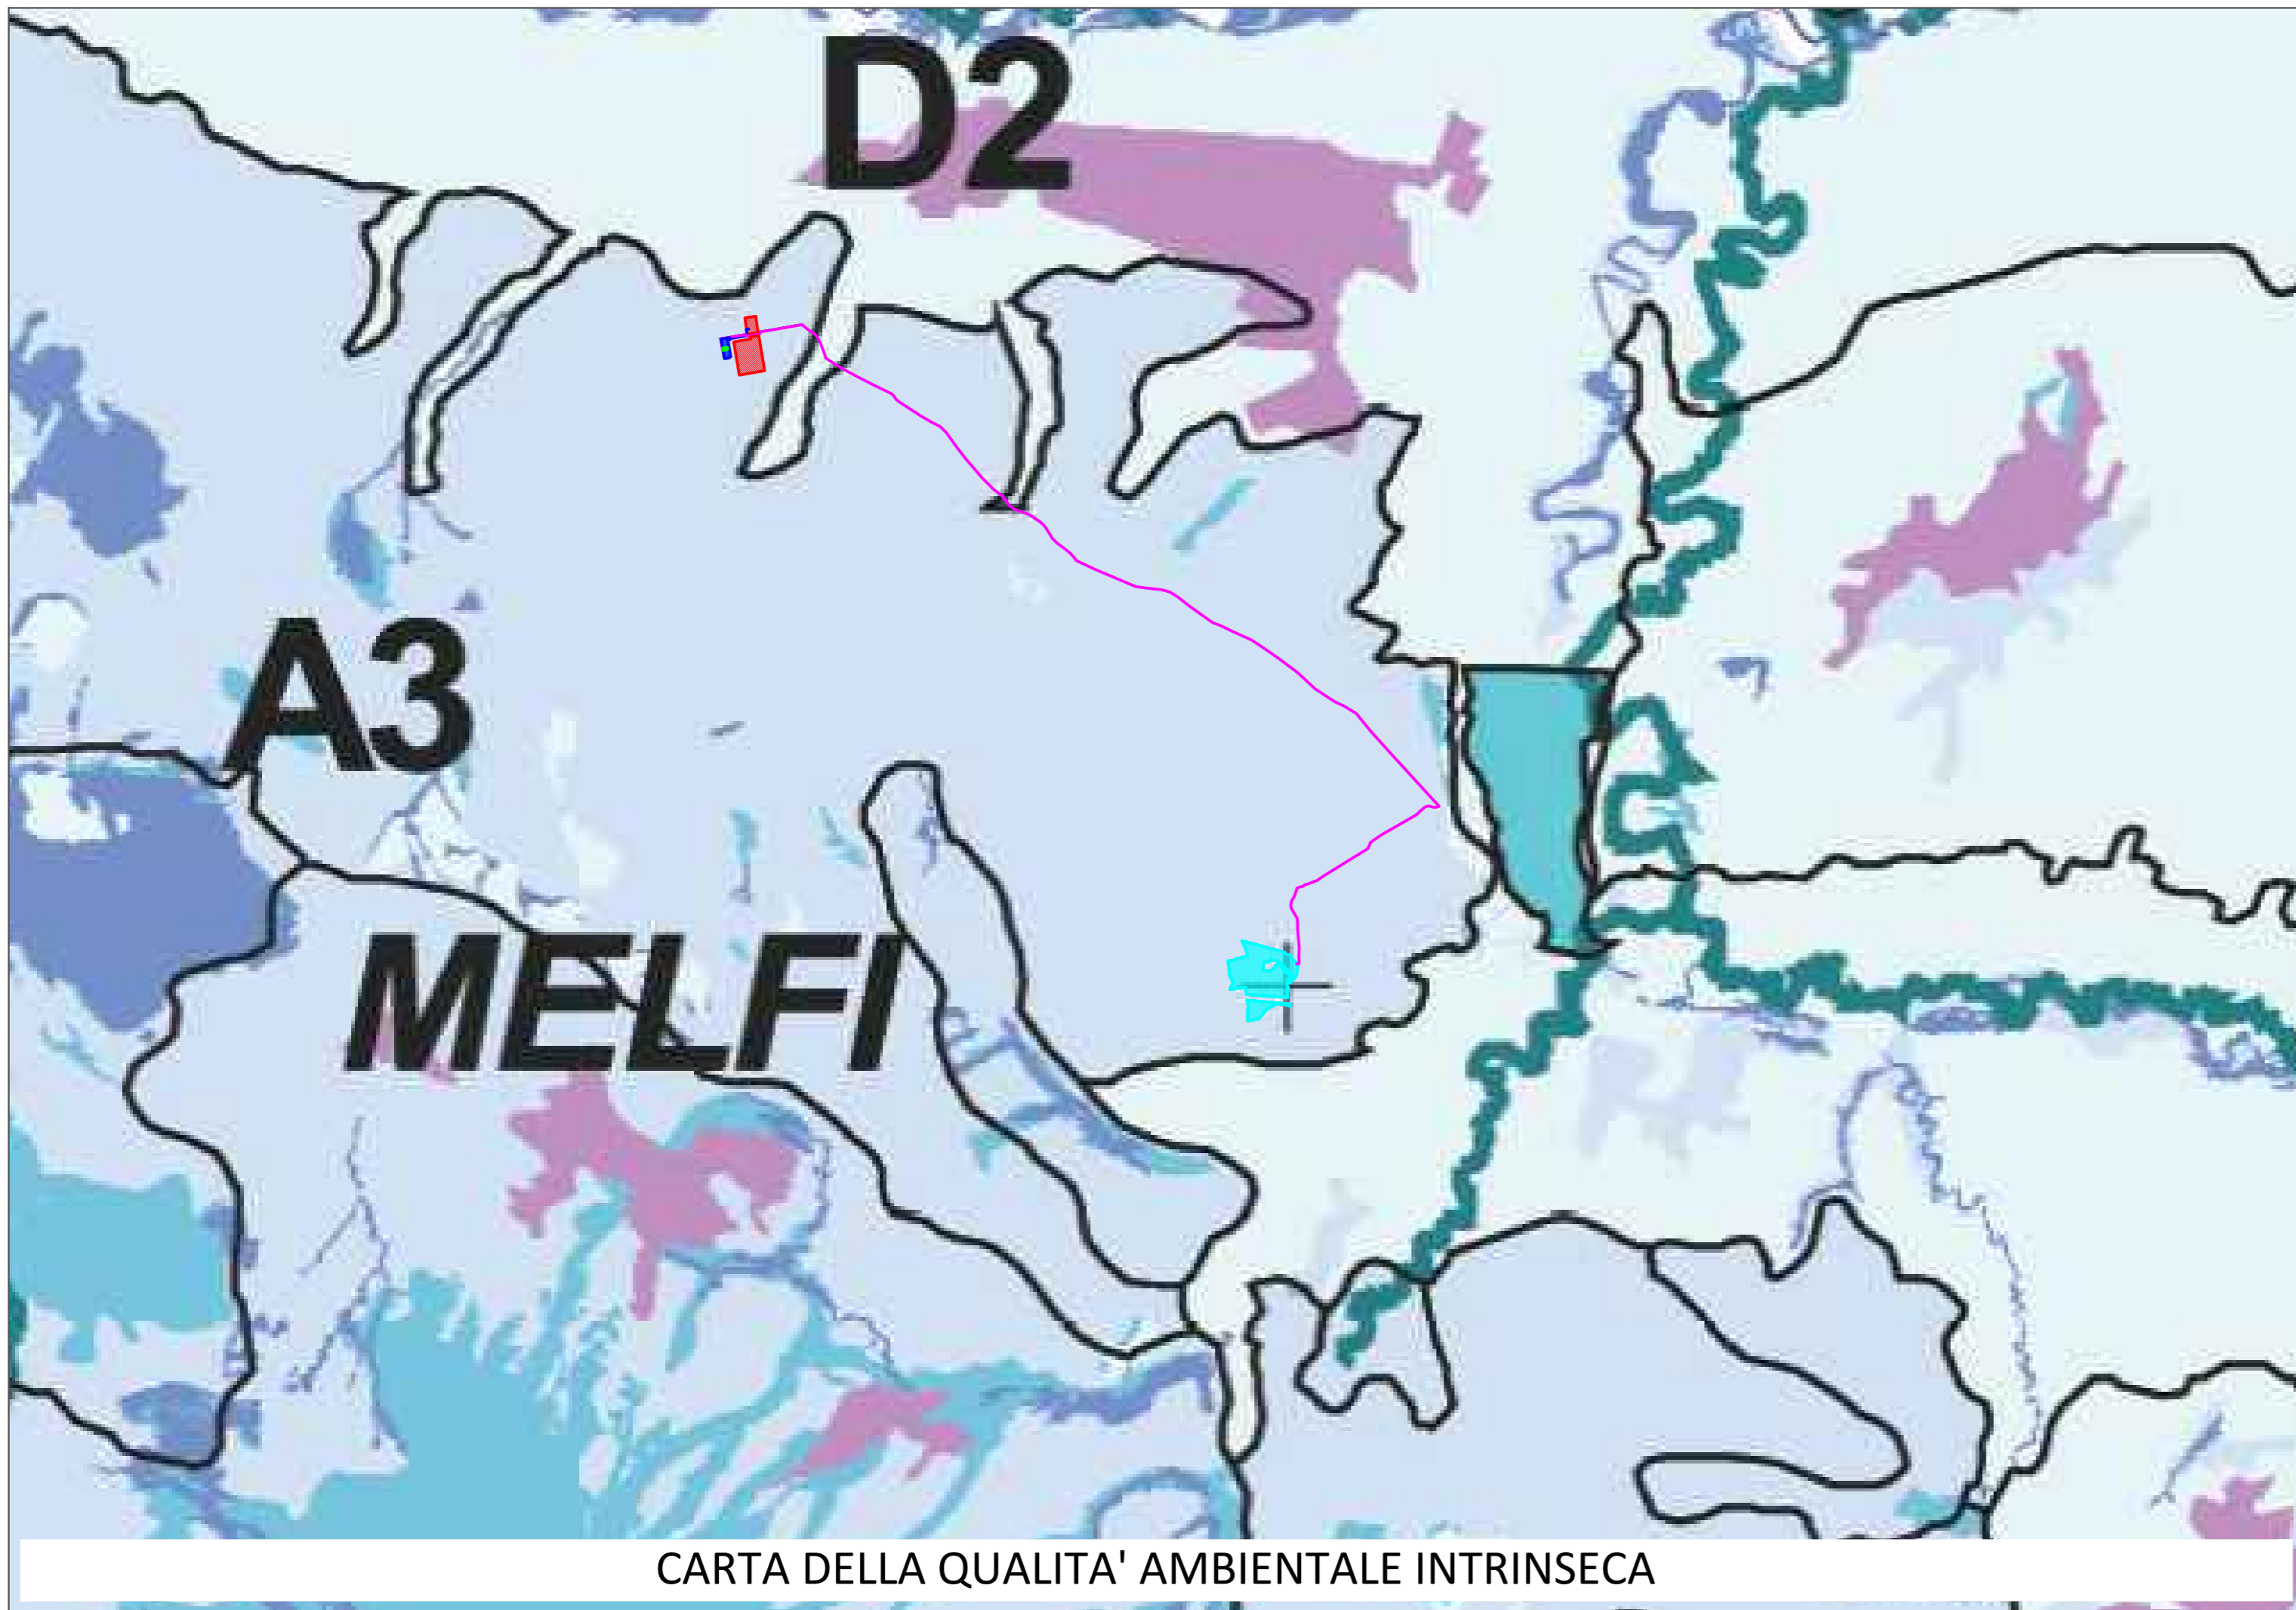 D2
A3
MELFI
CARTA DELLA QUALITA' AMBIENTALE INTRINSECA